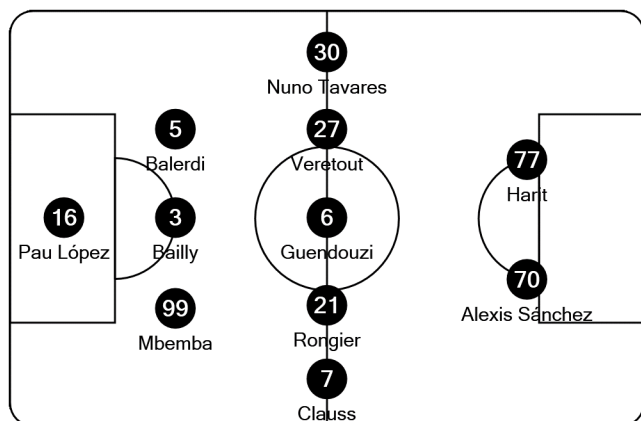 30
Nuno Tavares
5
Balerdi
27
Veretout
77
Harit
16
Pau López
3
Bailly
6
Guendouzi
99
Mbemba
21
Rongier
70
Alexis Sánchez
7
Clauss